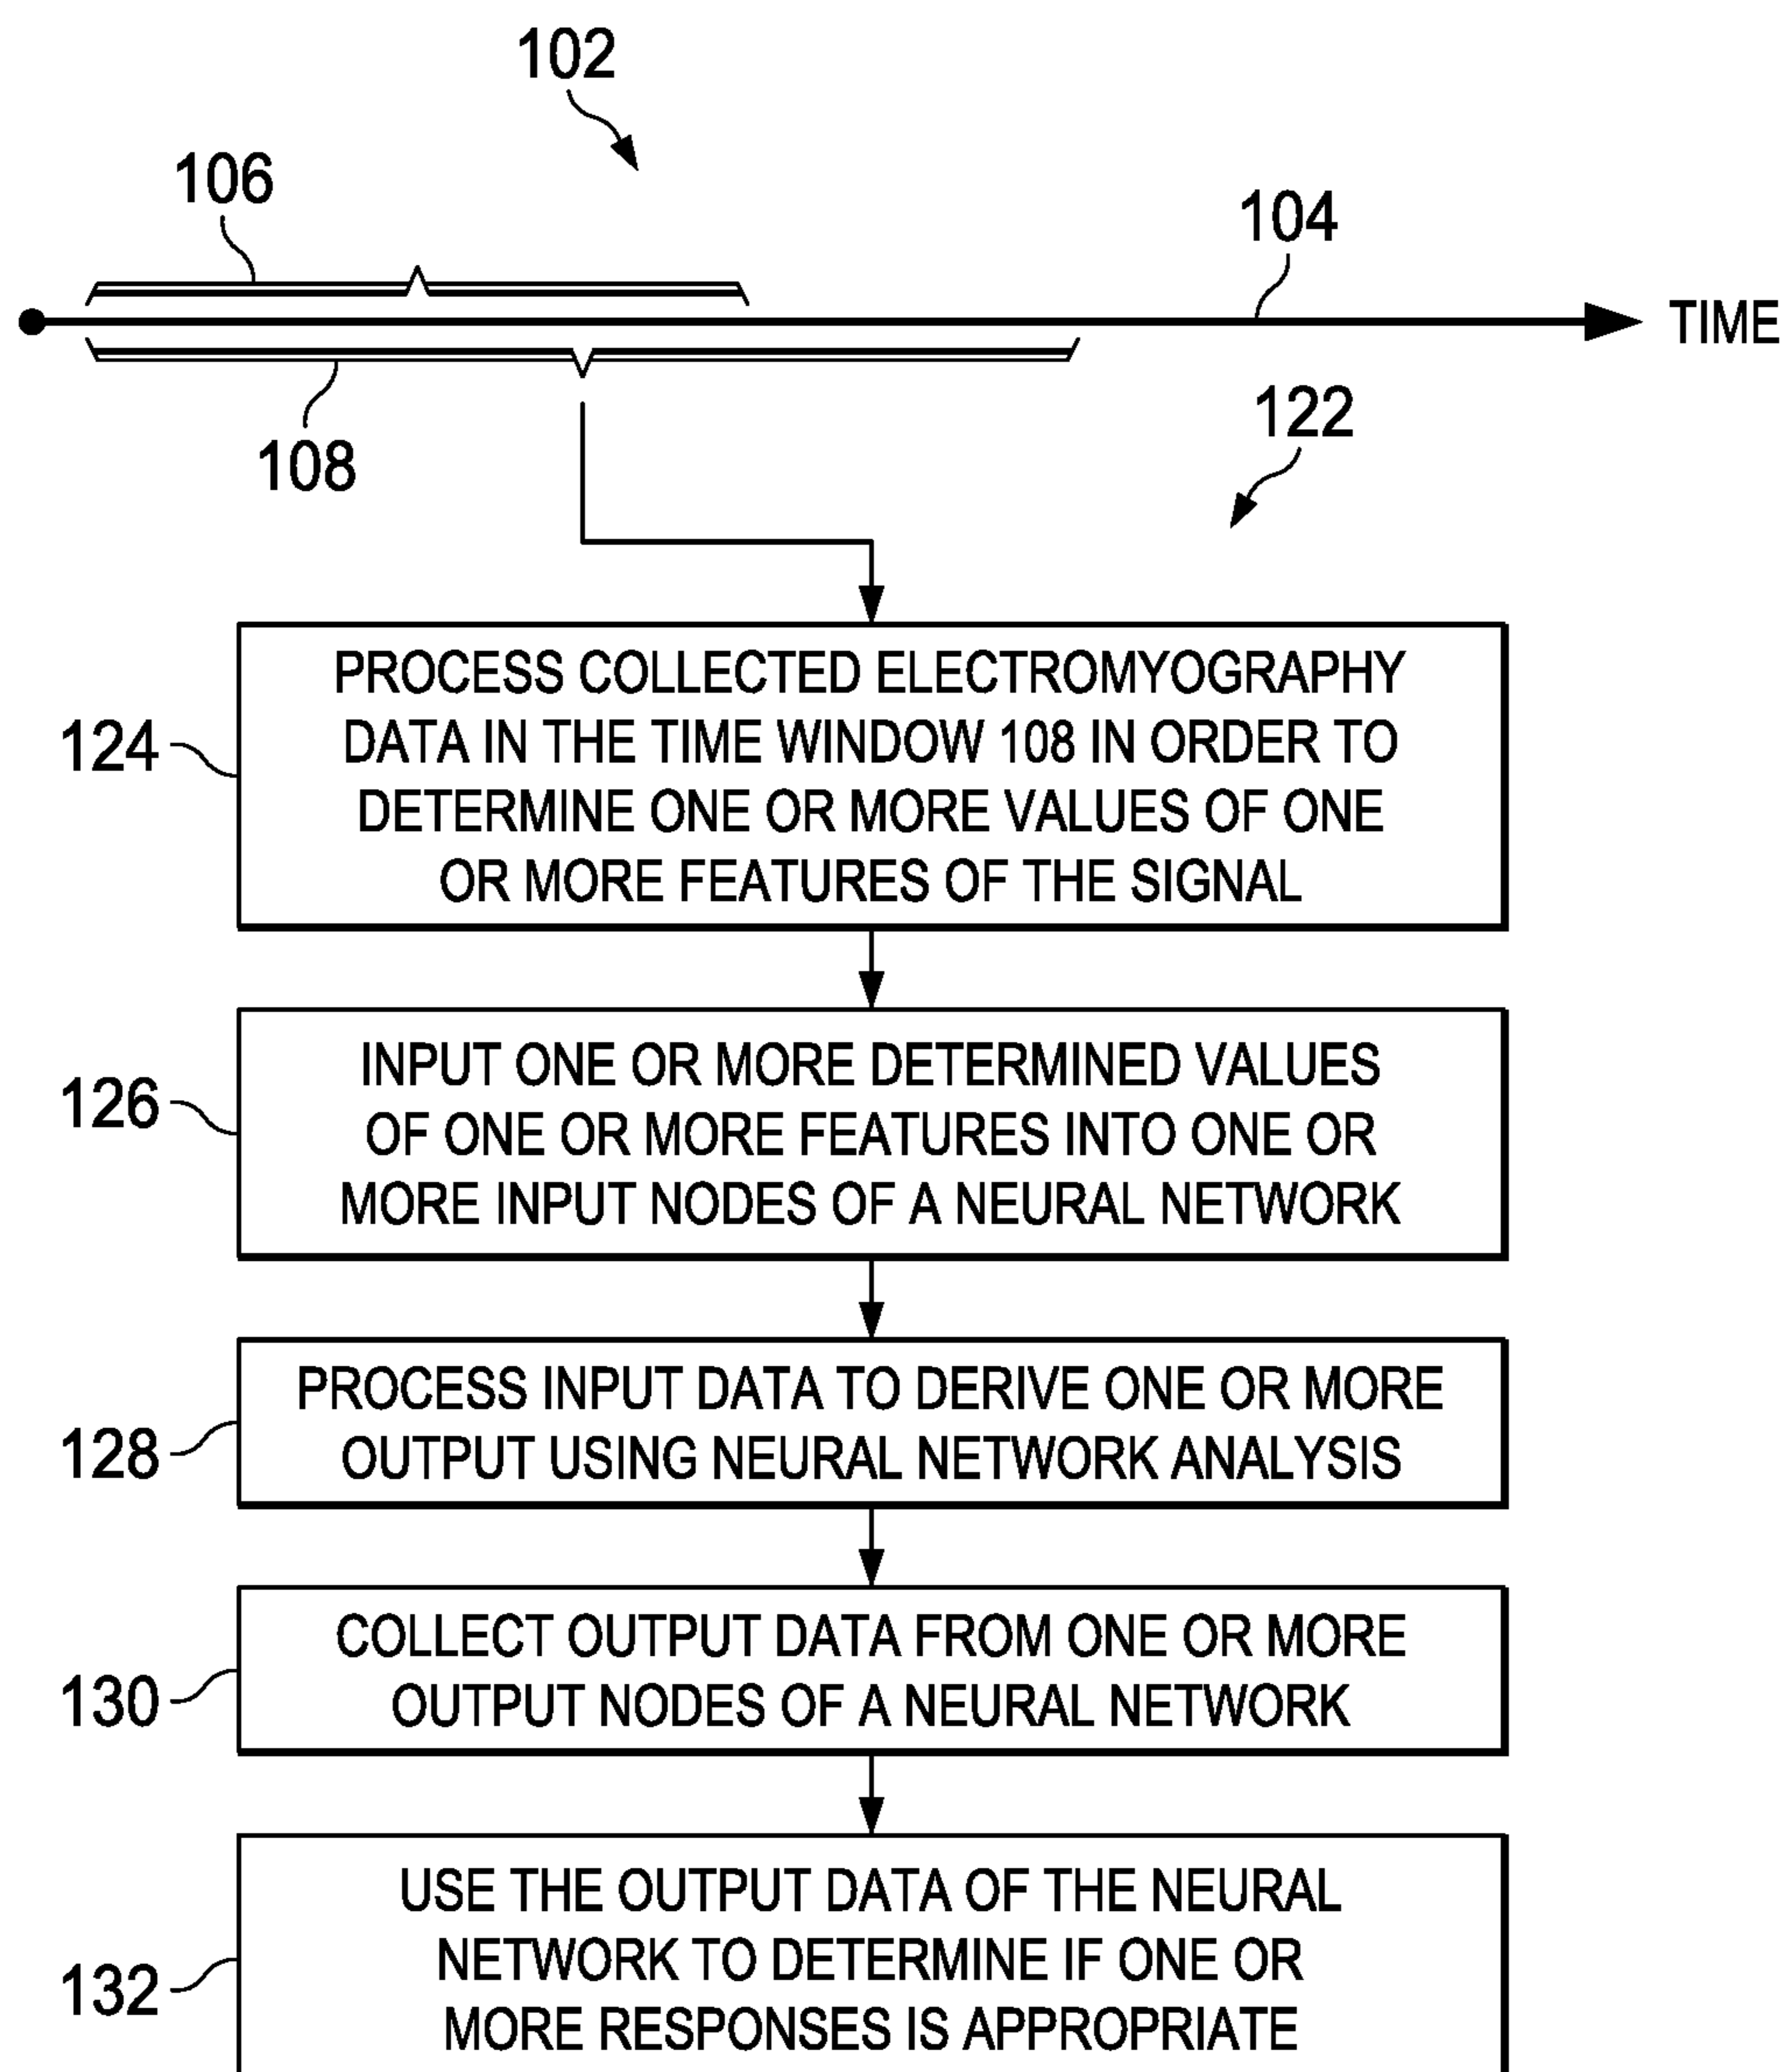 102
106
104
TIME
108
122
124
PROCESS COLLECTED ELECTROMYOGRAPHY
DATA IN THE TIME WINDOW 108 IN ORDER TO
DETERMINE ONE OR MORE VALUES OF ONE
OR MORE FEATURES OF THE SIGNAL
126
INPUT ONE OR MORE DETERMINED VALUES
OF ONE OR MORE FEATURES INTO ONE OR
MORE INPUT NODES OF A NEURAL NETWORK
128
PROCESS INPUT DATA TO DERIVE ONE OR MORE
OUTPUT USING NEURAL NETWORK ANALYSIS
130
COLLECT OUTPUT DATA FROM ONE OR MORE
OUTPUT NODES OF A NEURAL NETWORK
132
USE THE OUTPUT DATA OF THE NEURAL
NETWORK TO DETERMINE IF ONE OR
MORE RESPONSES IS APPROPRIATE